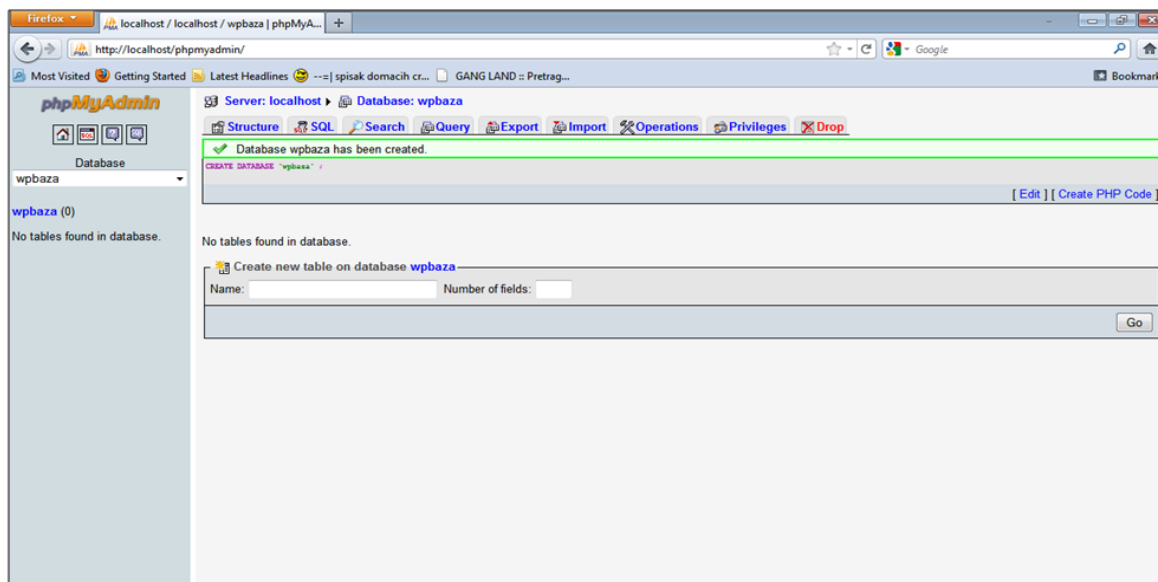 Firefox
localhost / localhost / wpbaza | phpMyA...
http://localhost/phpmyadmin/
Google
Most Visited Getting Started Latest Headlines --=| spisak domacih cr... GANG LAND :: Pretrag... Bookmark
phpMyAdmin
Server: localhost Database: wpbaza
Structure SQL Search Query Export Import Operations Privileges Drop
Database
wpbaza
wpbaza (0)
No tables found in database.
Database wpbaza has been created.
CREATE DATABASE `wpbaza` ;
[ Edit ] [ Create PHP Code ]
No tables found in database.
Create new table on database wpbaza
Name: Number of fields:
Go